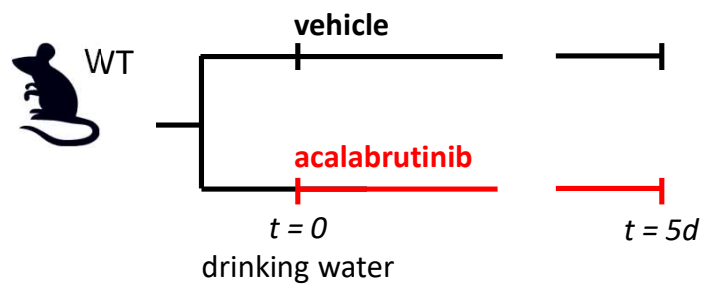 vehicle
WT
acalabrutinib
t = 0
t = 5d
drinking water